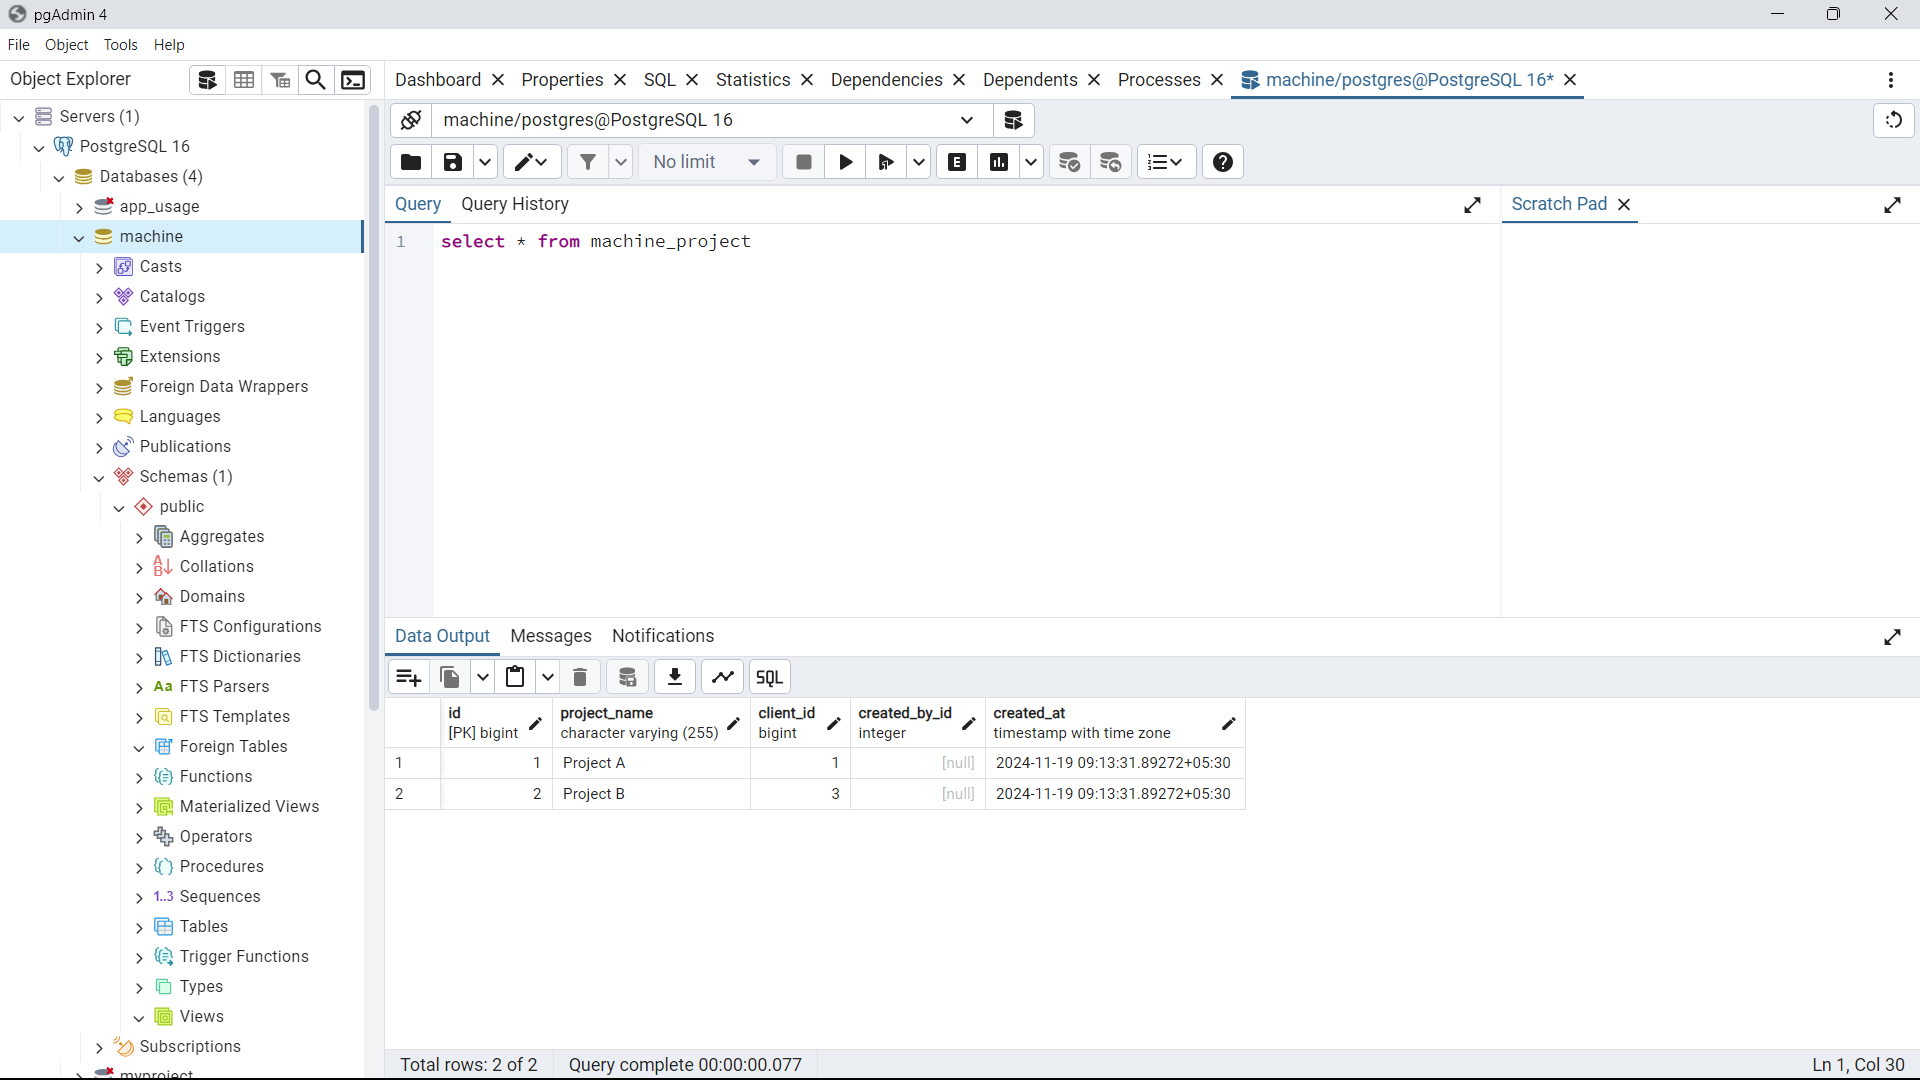 pgAdmin 4
File Object Tools Help
Object Explorer
Dashboard Properties SQL Statistics Dependencies Dependents Processes machine/postgres@PostgreSQL 16*
Servers (1)
PostgreSQL 16
Databases (4)
app_usage
machine
Casts
Catalogs
Event Triggers
Extensions
Foreign Data Wrappers
Languages
Publications
Schemas (1)
public
Aggregates
Collations
Domains
FTS Configurations
FTS Dictionaries
Aa FTS Parsers
FTS Templates
Foreign Tables
Functions
Materialized Views
Operators
Procedures
1..3 Sequences
Tables
Trigger Functions
Types
Views
Subscriptions
myproject
machine/postgres@PostgreSQL 16
No limit E
Query Query History
Scratch Pad
1 select * from machine_project
Data Output Messages Notifications
SQL
id project_name client_id created_by_id created_at
[PK] bigint character varying (255) bigint integer timestamp with time zone
1 1 Project A 1 [null] 2024-11-19 09:13:31.89272+05:30
2 2 Project B 3 [null] 2024-11-19 09:13:31.89272+05:30
Total rows: 2 of 2 Query complete 00:00:00.077 Ln 1, Col 30